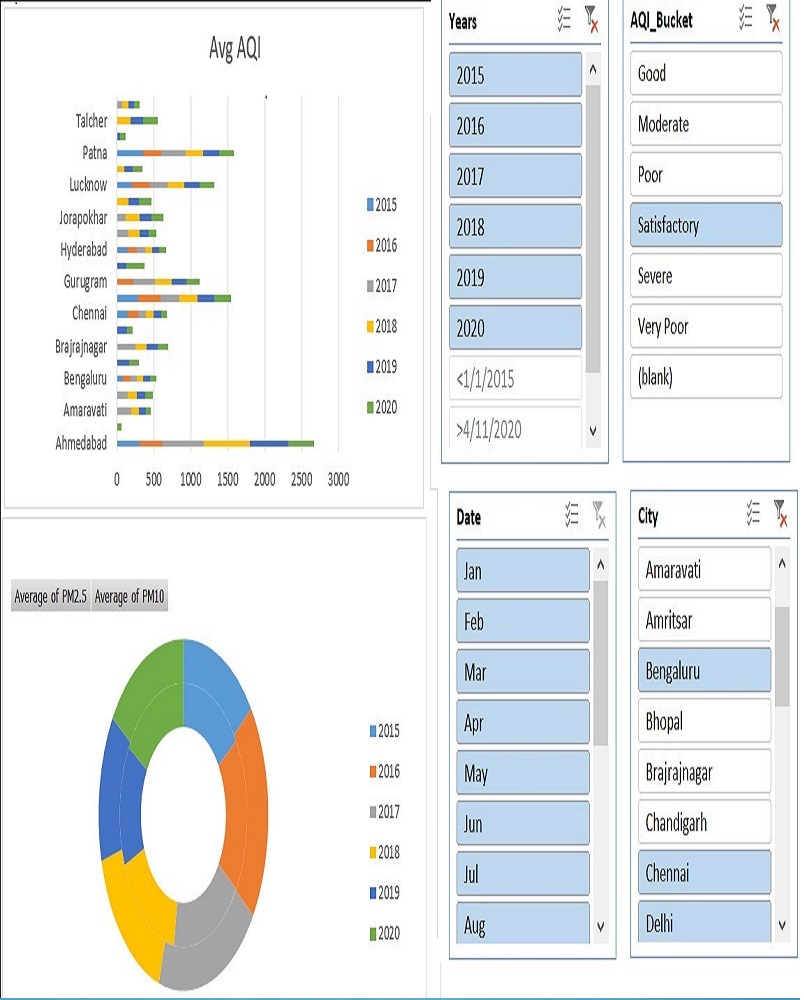 Avg AQI
Talcher
Patna
Lucknow
Jorapokhar
Hyderabad
Gurugram
Chennai
Brajrajnagar
Bengaluru
Amaravati
Ahmedabad
0 500 1000 1500 2000 2500 3000
2015
2016
2017
2018
2019
2020
Years
2015
2016
2017
2018
2019
2020
<1/1/2015
>4/11/2020
AQI_Bucket
Good
Moderate
Poor
Satisfactory
Severe
Very Poor
(blank)
Average of PM2.5 Average of PM10
2015
2016
2017
2018
2019
2020
Date
Jan
Feb
Mar
Apr
May
Jun
Jul
Aug
City
Amaravati
Amritsar
Bengaluru
Bhopal
Brajrajnagar
Chandigarh
Chennai
Delhi